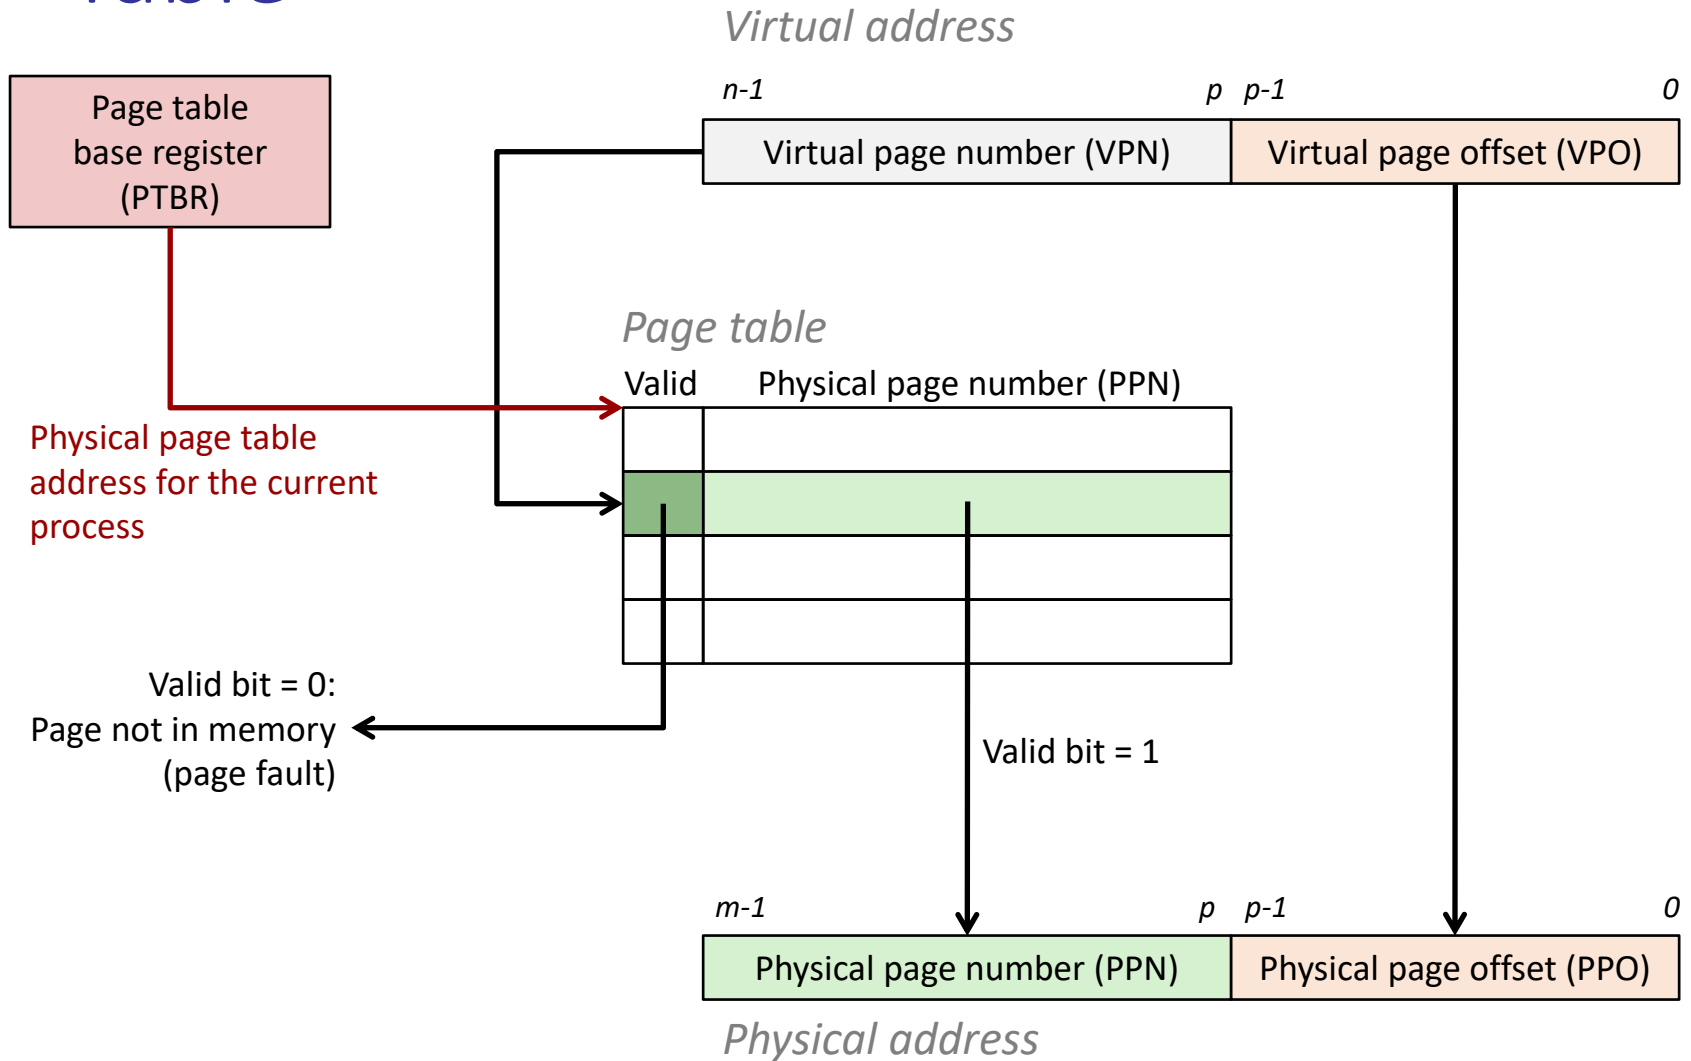 Virtual address
n-1 p p-1 0
Page table
base register
(PTBR)
Virtual page number (VPN) Virtual page offset (VPO)
Page table
Valid Physical page number (PPN)
Physical page table
address for the current
process
Valid bit = 0:
Page not in memory
(page fault)
Valid bit = 1
m-1 p p-1 0
Physical page number (PPN) Physical page offset (PPO)
Physical address